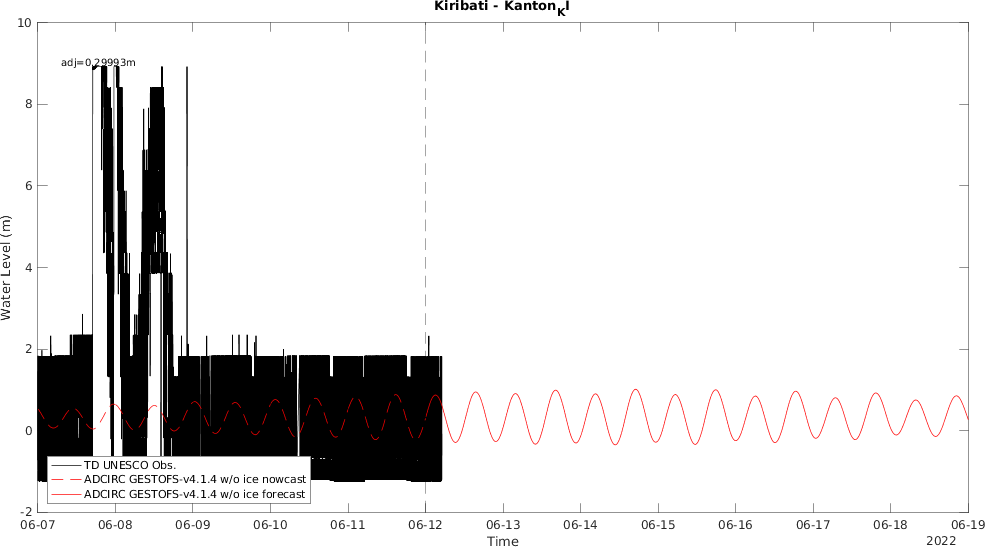 Kiribati - Kanton_KI
adj=0.29993m
10
8
6
4
2
0
-2
Water Level (m)
TD UNESCO Obs.
ADCIRC GESTOFS-v4.1.4 w/o ice nowcast
ADCIRC GESTOFS-v4.1.4 w/o ice forecast
06-07 06-08 06-09 06-10 06-11 06-12 06-13 06-14 06-15 06-16 06-17 06-18 06-19
Time
2022